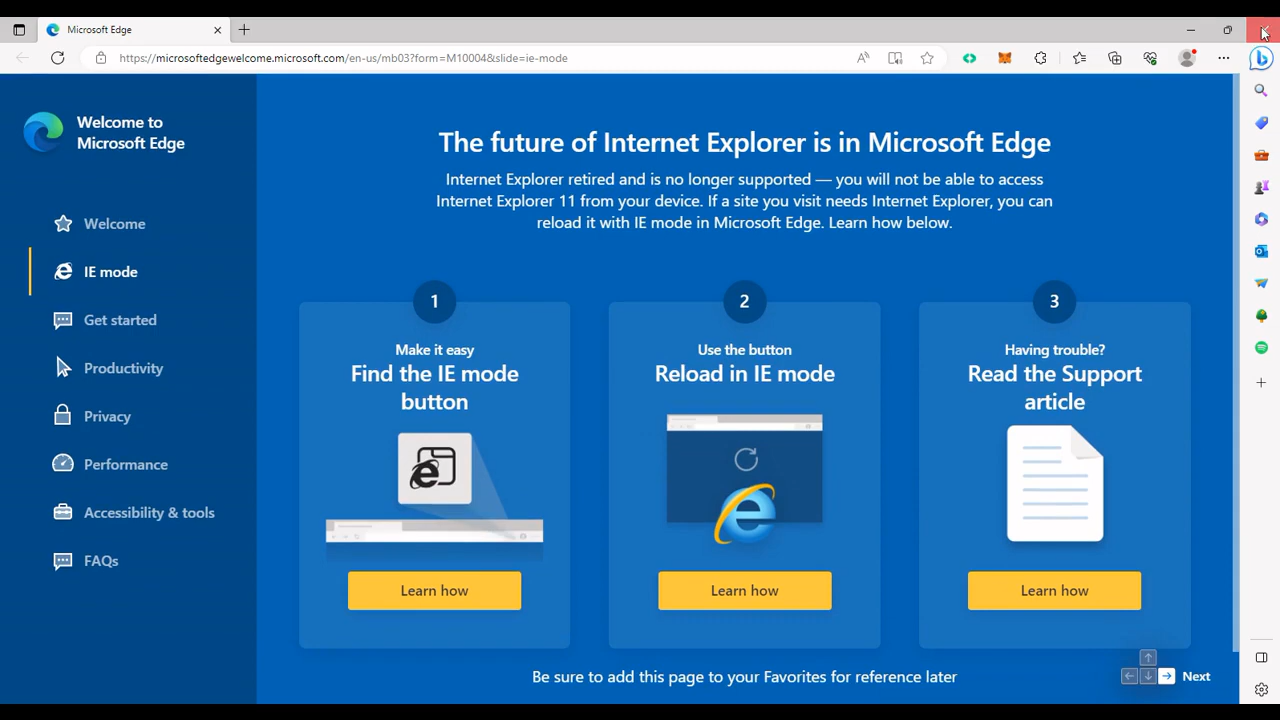 Microsoft Edge
https://microsoftedgewelcome.microsoft.com/en-us/mb03?form=M10004&slide=ie-mode
Welcome to
Microsoft Edge
Welcome
IE mode
Get started
Productivity
Privacy
Performance
Accessibility & tools
FAQs
The future of Internet Explorer is in Microsoft Edge
Internet Explorer retired and is no longer supported — you will not be able to access
Internet Explorer 11 from your device. If a site you visit needs Internet Explorer, you can
reload it with IE mode in Microsoft Edge. Learn how below.
1
Make it easy
Find the IE mode
button
Learn how
2
Use the button
Reload in IE mode
Learn how
3
Having trouble?
Read the Support
article
Learn how
Be sure to add this page to your Favorites for reference later
Next